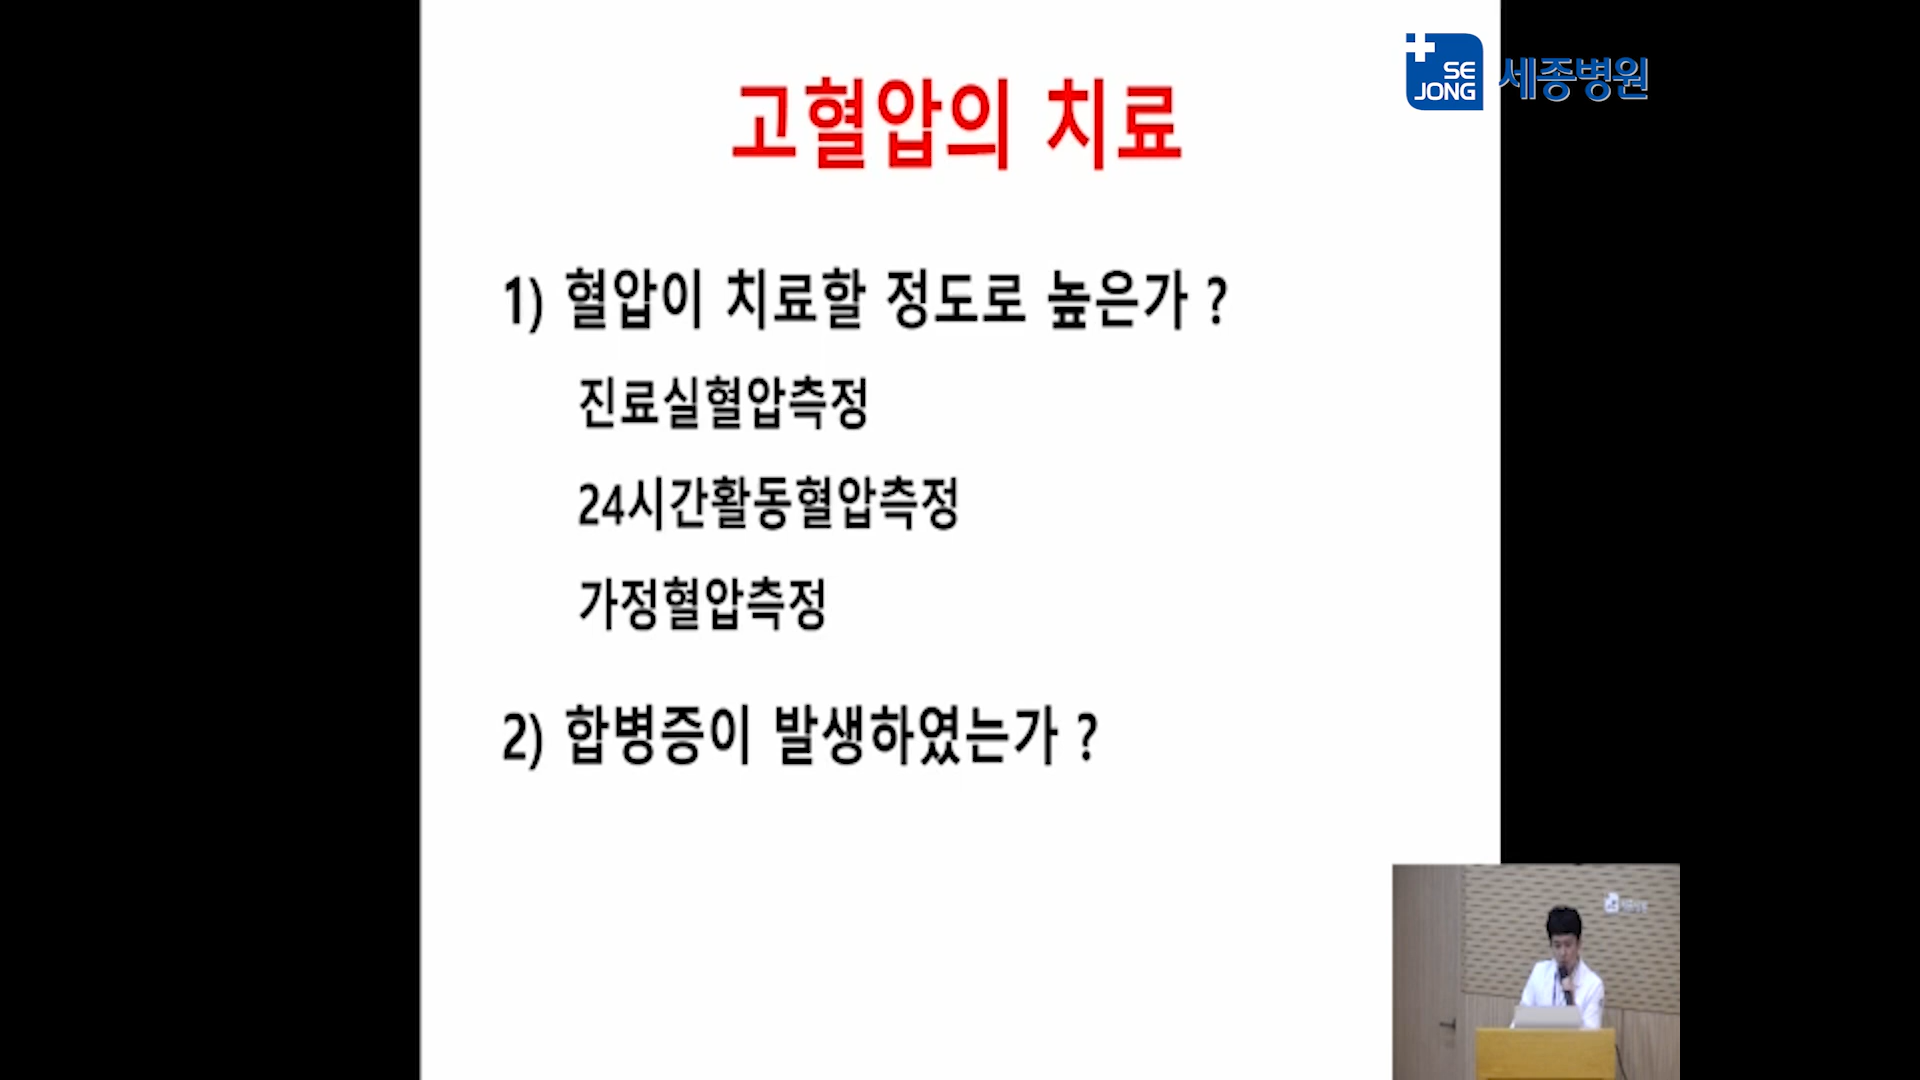 고혈압의 치료
SE
JONG
세종병원
1) 혈압이 치료할 정도로 높은가 ?
진료실혈압측정
24시간활동혈압측정
가정혈압측정
2) 합병증이 발생하였는가 ?